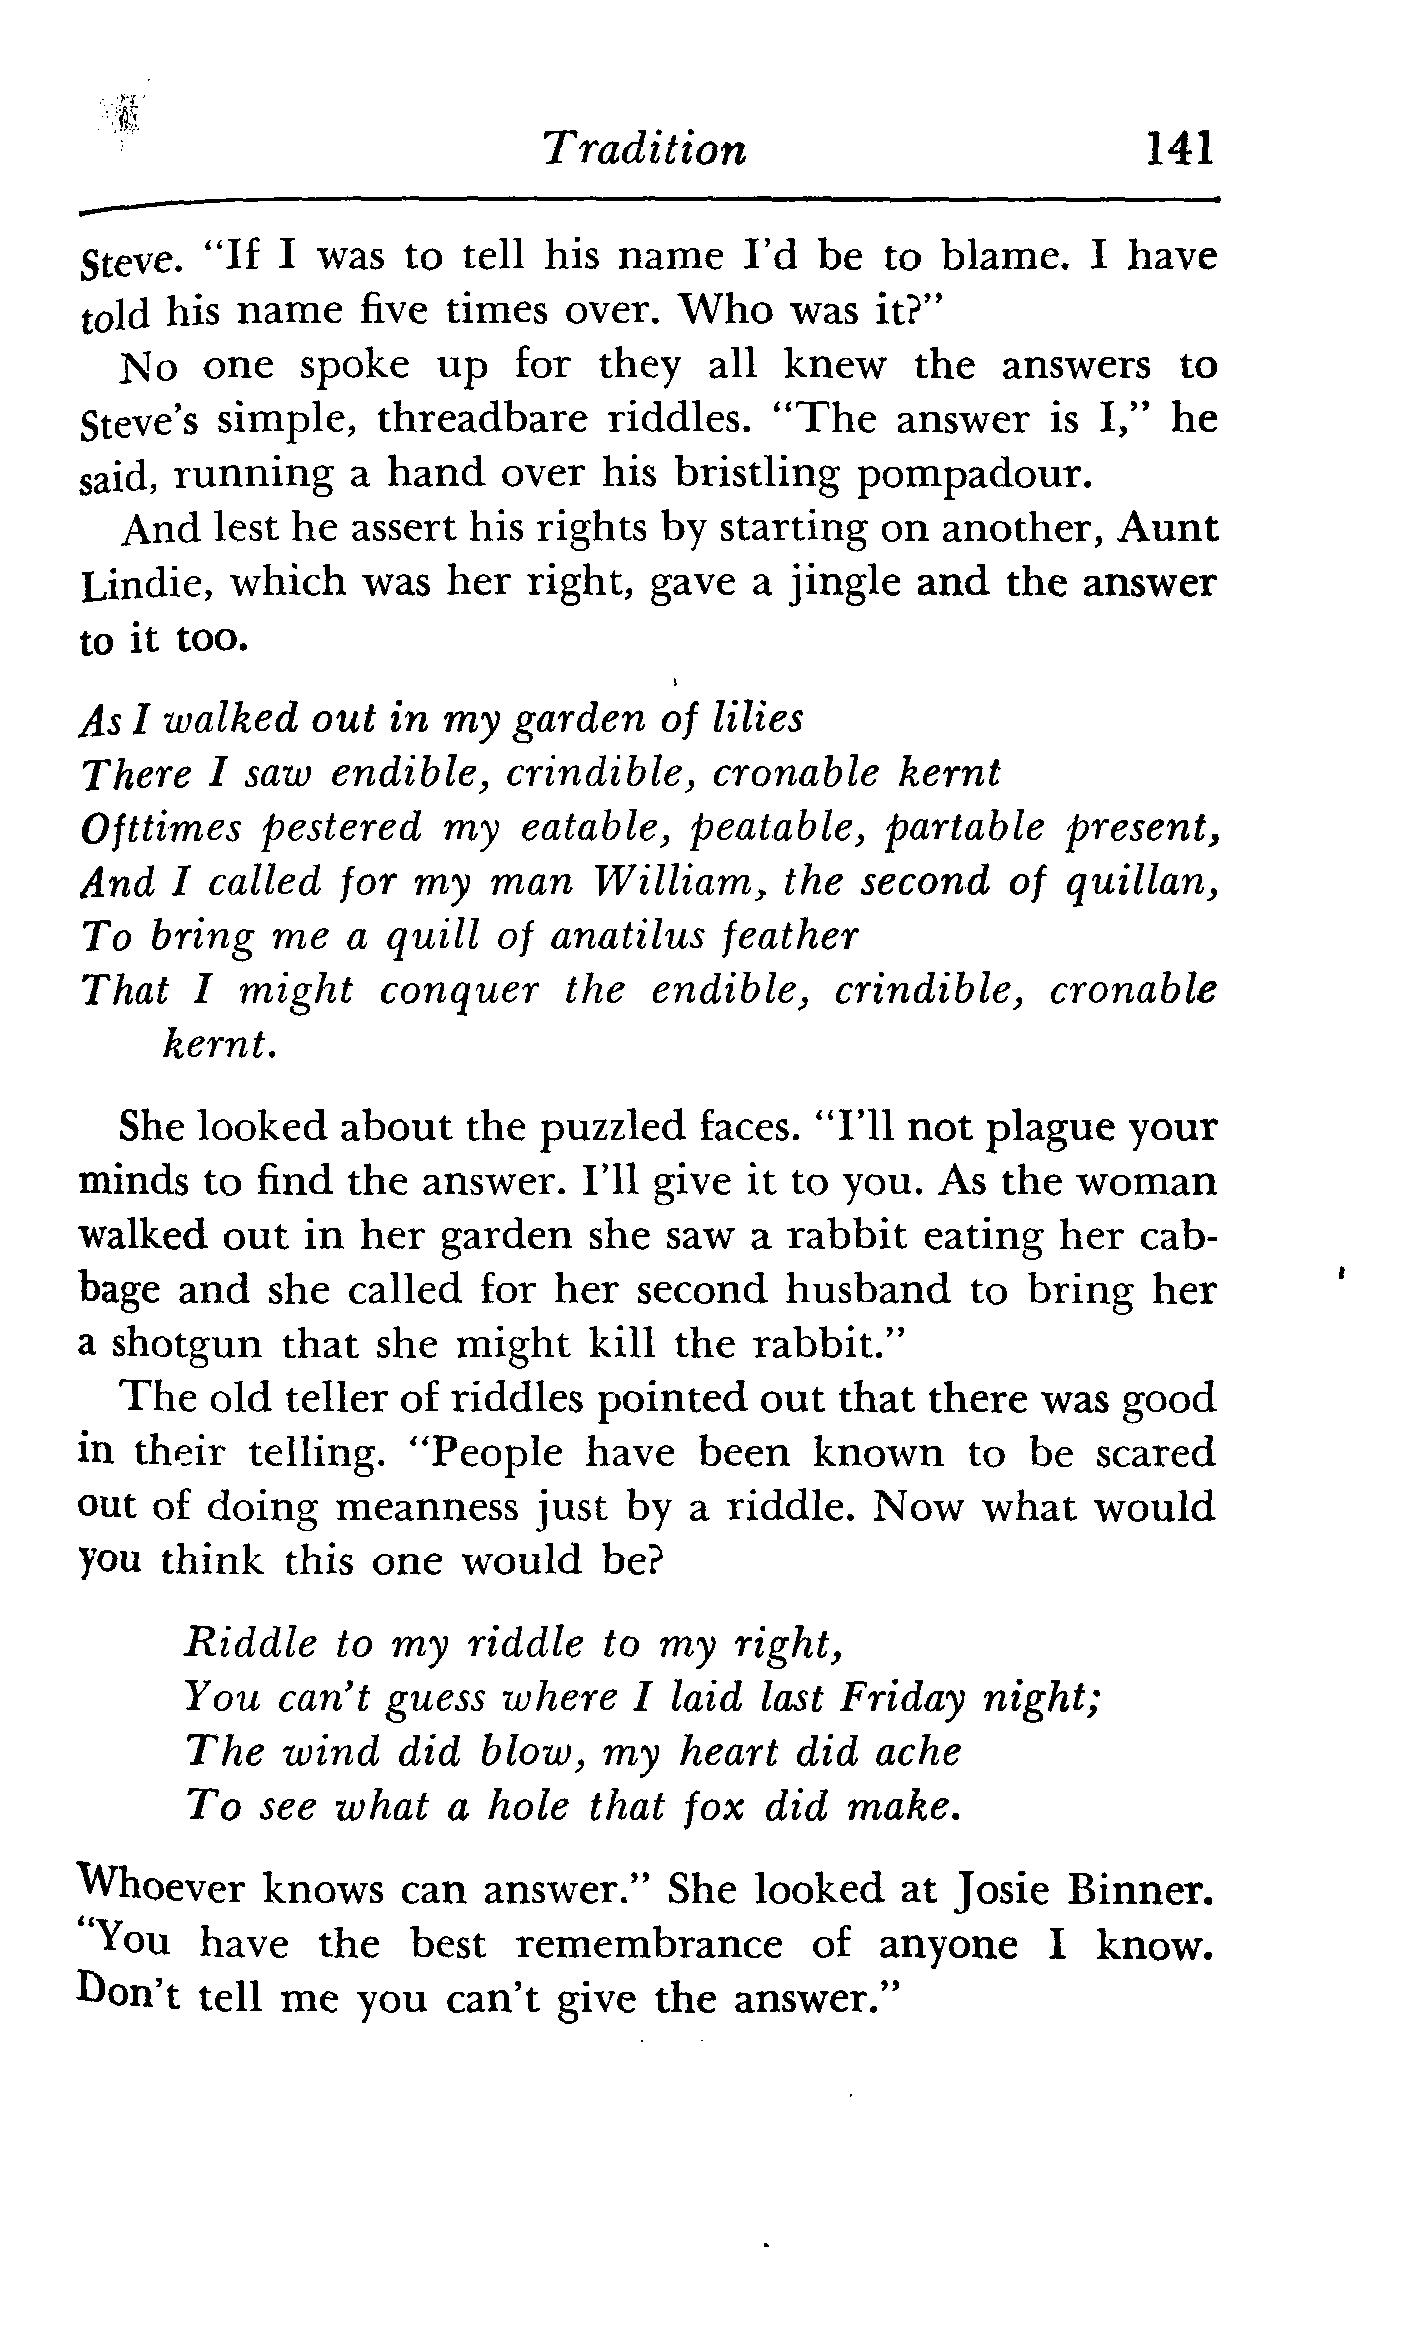 Tradition 141
Steve. "If I was to tell his name I'd be to blame. I have
told his name five times over. Who was it?"
No one spoke up for they all knew the answers to
Steve's simple, threadbare riddles. "The answer is I," he
said, running a hand over his bristling pompadour.
And lest he assert his rights by starting on another, Aunt
Lindie, which was her right, gave a jingle and the answer
to it too.
As I walked out in my garden of lilies
There I saw endible, crindible, cronable kernt
Ofttimes pestered my eatable, peatable, partable present,
And I called for my man William, the second of quillan,
To bring me a quill of anatilus feather
That I might conquer the endible, crindible, cronable
kernt.
She looked about the puzzled faces. "I'll not plague your
minds to find the answer. I'll give it to you. As the woman
walked out in her garden she saw a rabbit eating her cab-
bage and she called for her second husband to bring her
a shotgun that she might kill the rabbit."
The old teller of riddles pointed out that there was good
in their telling. "People have been known to be scared
out of doing meanness just by a riddle. Now what would
you think this one would be?
Riddle to my riddle to my right,
You can't guess where I laid last Friday night;
The wind did blow, my heart did ache
To see what a hole that fox did make.
Whoever knows can answer." She looked at Josie Binner.
"You have the best remembrance of anyone I know.
Don't tell me you can't give the answer."